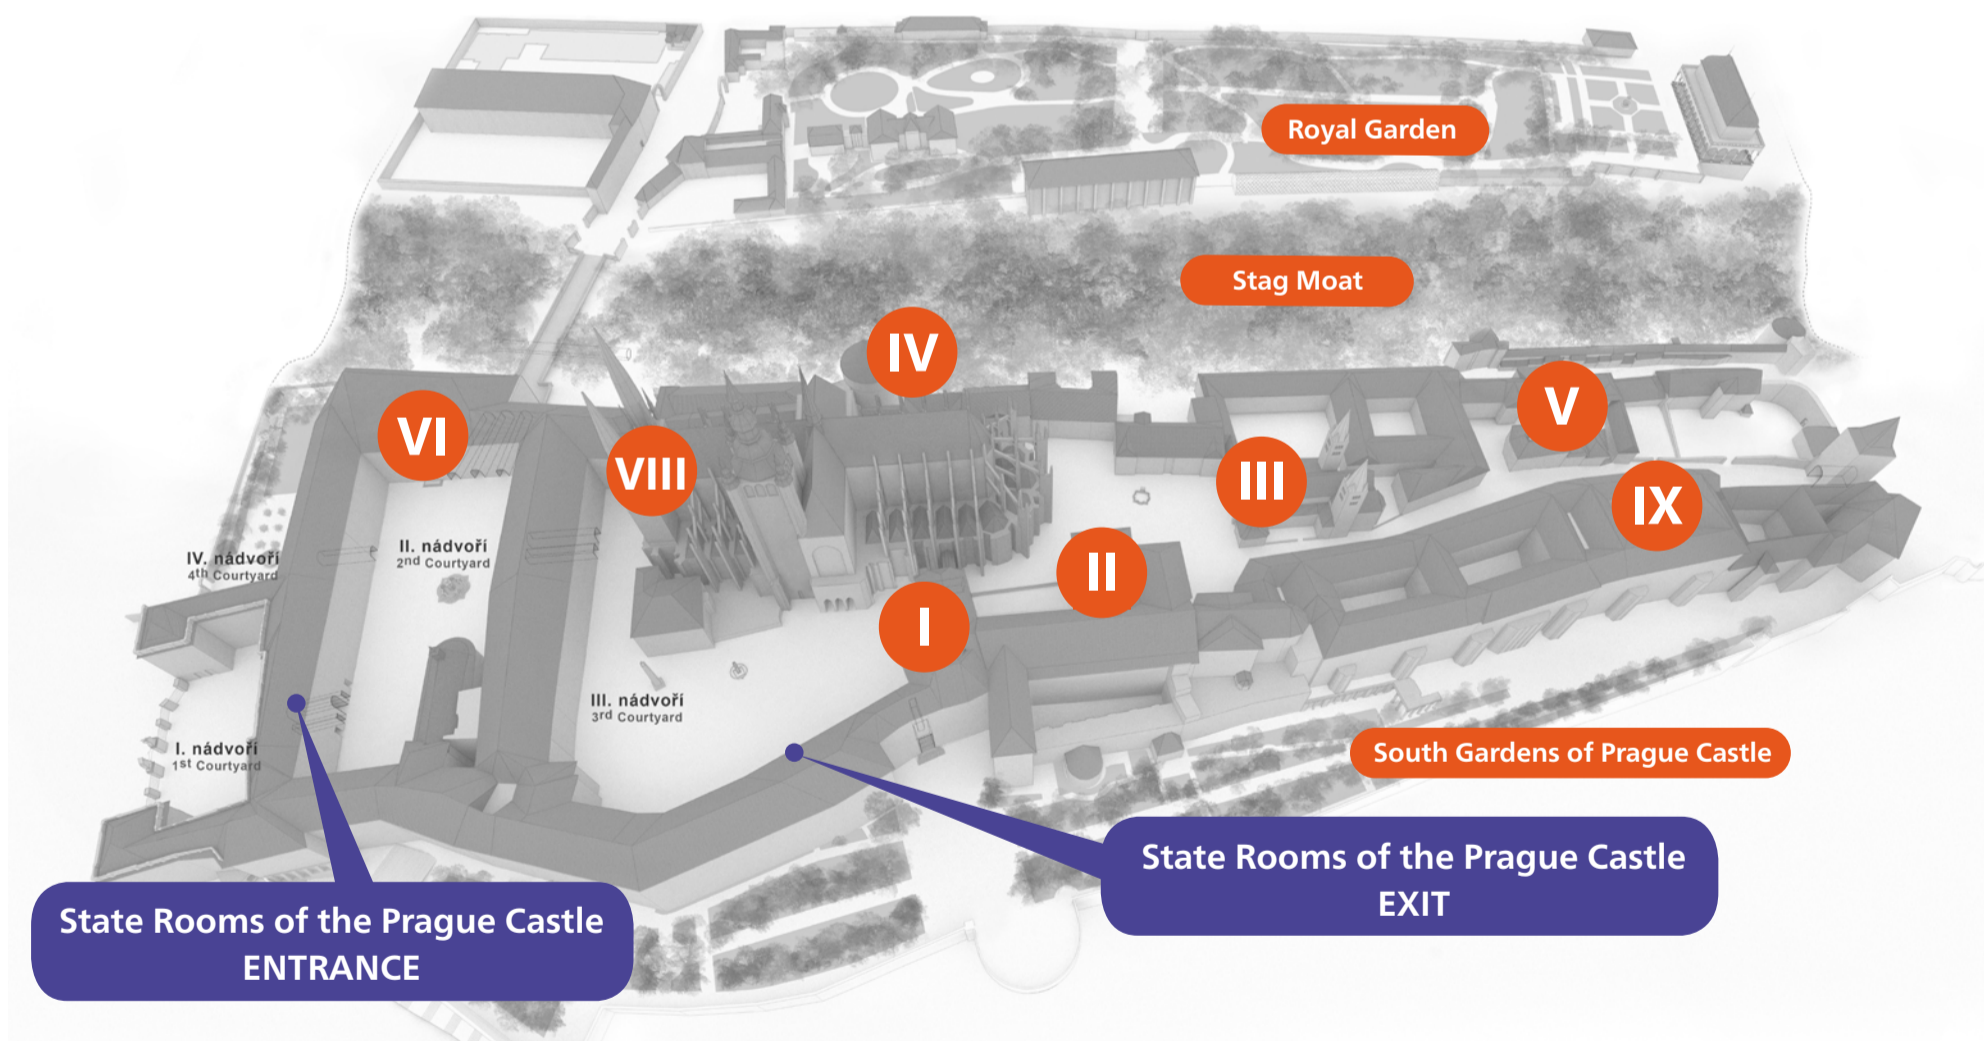 Royal Garden
Stag Moat
IV
V
VI
VIII
III
IX
IV. nádvoří
4th Courtyard
II. nádvoří
2nd Courtyard
II
I
III. nádvoří
3rd Courtyard
I. nádvoří
1st Courtyard
South Gardens of Prague Castle
State Rooms of the Prague Castle
EXIT
State Rooms of the Prague Castle
ENTRANCE